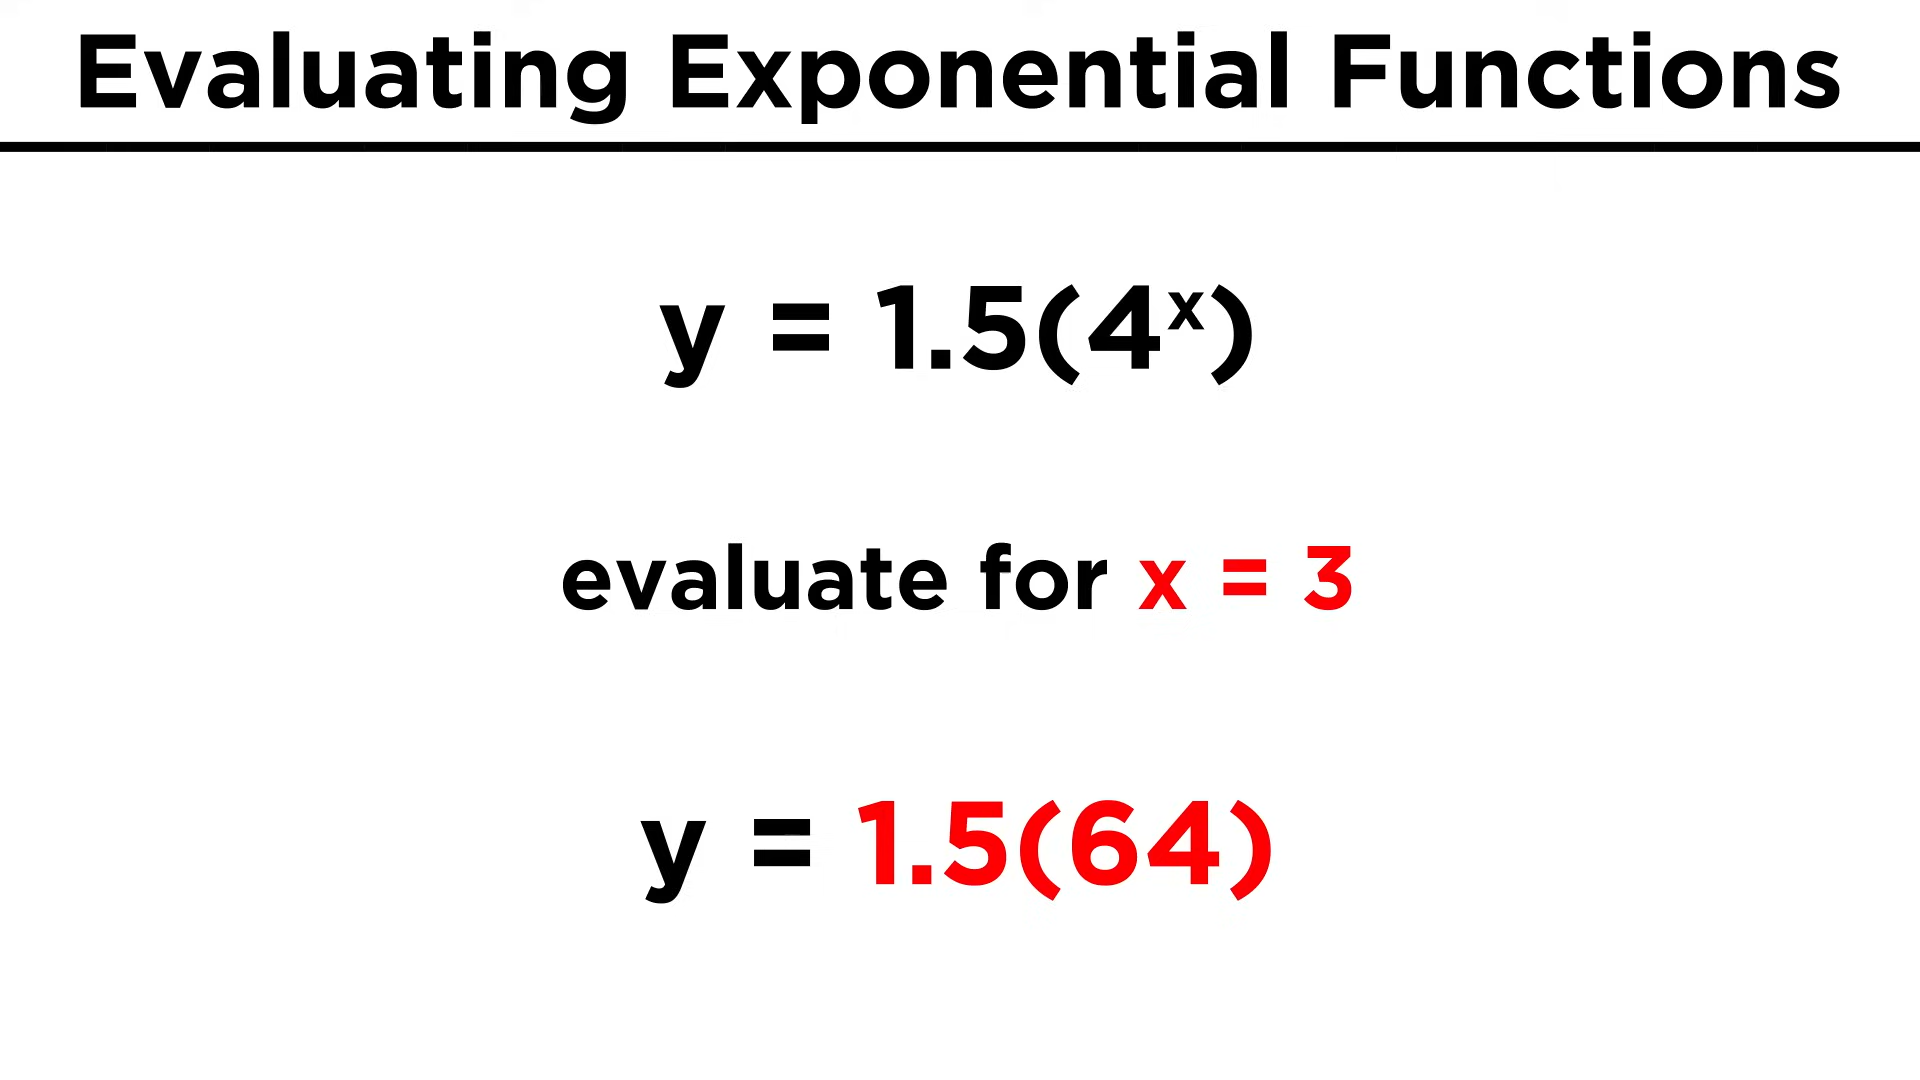 Evaluating Exponential Functions
y = 1.5(4ˣ)
evaluate for x = 3
y = 1.5(64)